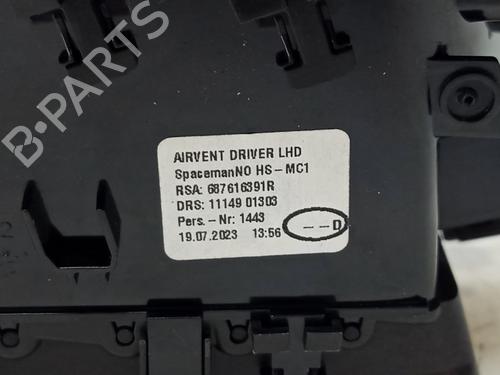 B-PARTS
AIRVENT DRIVER LHD
SpacemanNO HS-MC1
RSA: 687616391R
DRS: 11149 01303
Pers.-Nr: 1443
19.07.2023 13:56 --D